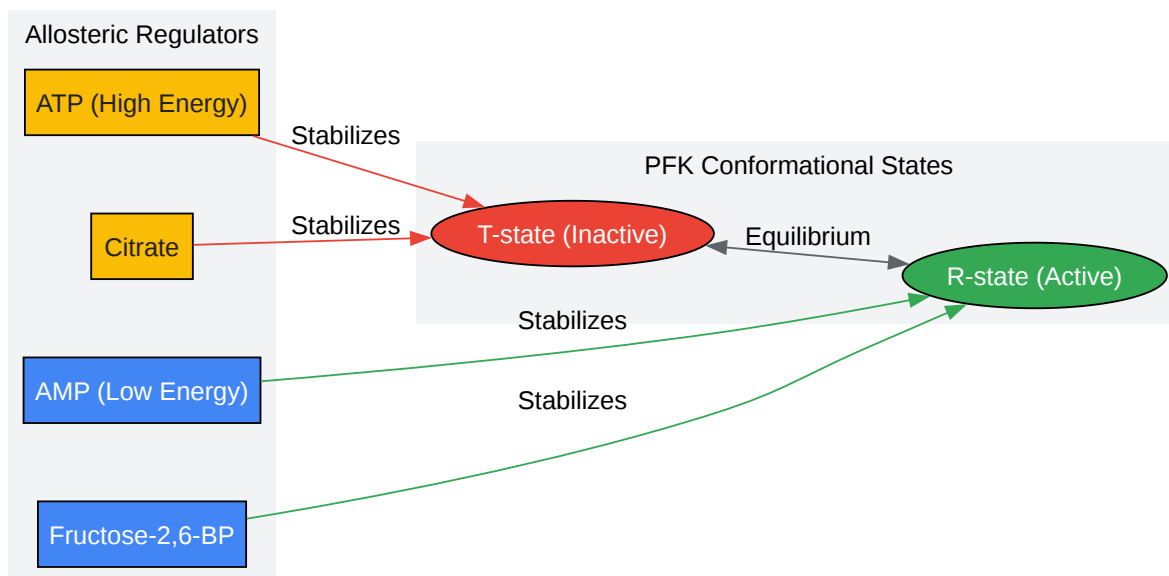 Allosteric Regulators
ATP (High Energy)
Stabilizes
PFK Conformational States
Citrate
Stabilizes
T-state (Inactive)
Equilibrium
R-state (Active)
Stabilizes
AMP (Low Energy)
Stabilizes
Fructose-2,6-BP